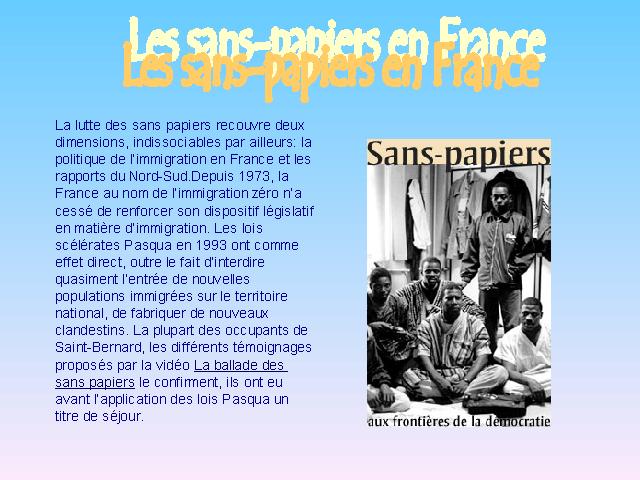 Les sans-papiers en France
La lutte des sans papiers recouvre deux
dimensions, indissociables par ailleurs: la
politique de l'immigration en France et les
rapports du Nord-Sud.Depuis 1973, la
France au nom de l'immigration zéro n'a
cessé de renforcer son dispositif législatif
en matière d'immigration. Les lois
scélérates Pasqua en 1993 ont comme
effet direct, outre le fait d'interdire
quasiment l'entrée de nouvelles
populations immigrées sur le territoire
national, de fabriquer de nouveaux
clandestins. La plupart des occupants de
Saint-Bernard, les différents témoignages
proposés par la vidéo La ballade des
sans papiers le confirment, ils ont eu
avant l'application des lois Pasqua un
titre de séjour.
Sans-papiers
aux frontières de la démocratie